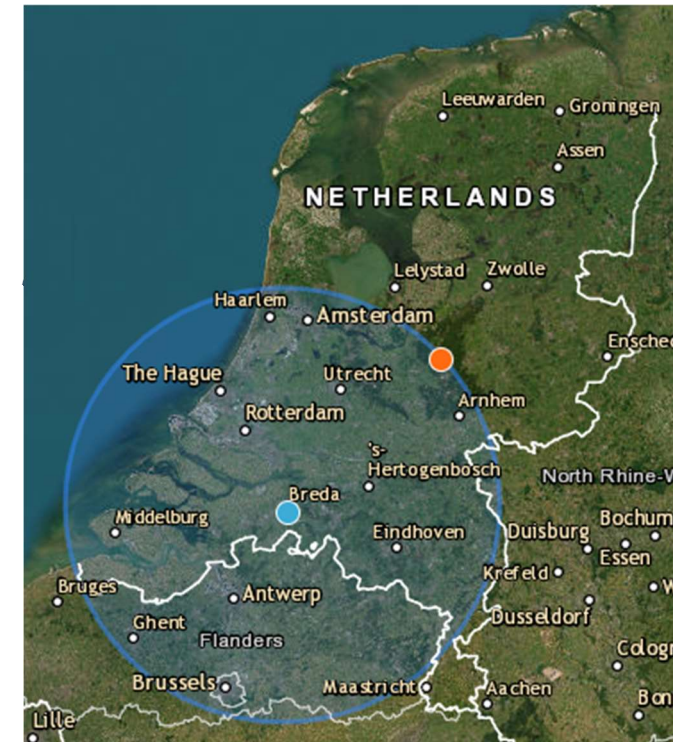 Leeuwarden
Groningen
Assen
NETHERLANDS
Lelystad
Zwolle
Haarlem
Amsterdam
Enschec
The Hague
Utrecht
Arnhem
Rotterdam
's-
Hertogenbosch
North Rhine-W
Breda
Middelburg
Eindhoven
Duisburg
Bochum
Essen
Krefeld
Bruges
Antwerp
Dusseldorf
W
Ghent
Flanders
Cologn
Brussels
Maastricht
Aachen
Bon
Lille